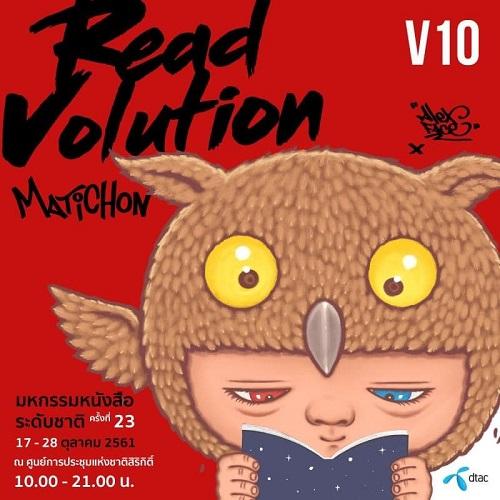 Read
Volution
V10
Alex
Face
MATiCHON
มหกรรมหนังสือ
ระดับชาติ ครั้งที่ 23
17 - 28 ตุลาคม 2561
ณ ศูนย์การประชุมแห่งชาติสิริกิติ์
10.00 - 21.00 น.
dtac